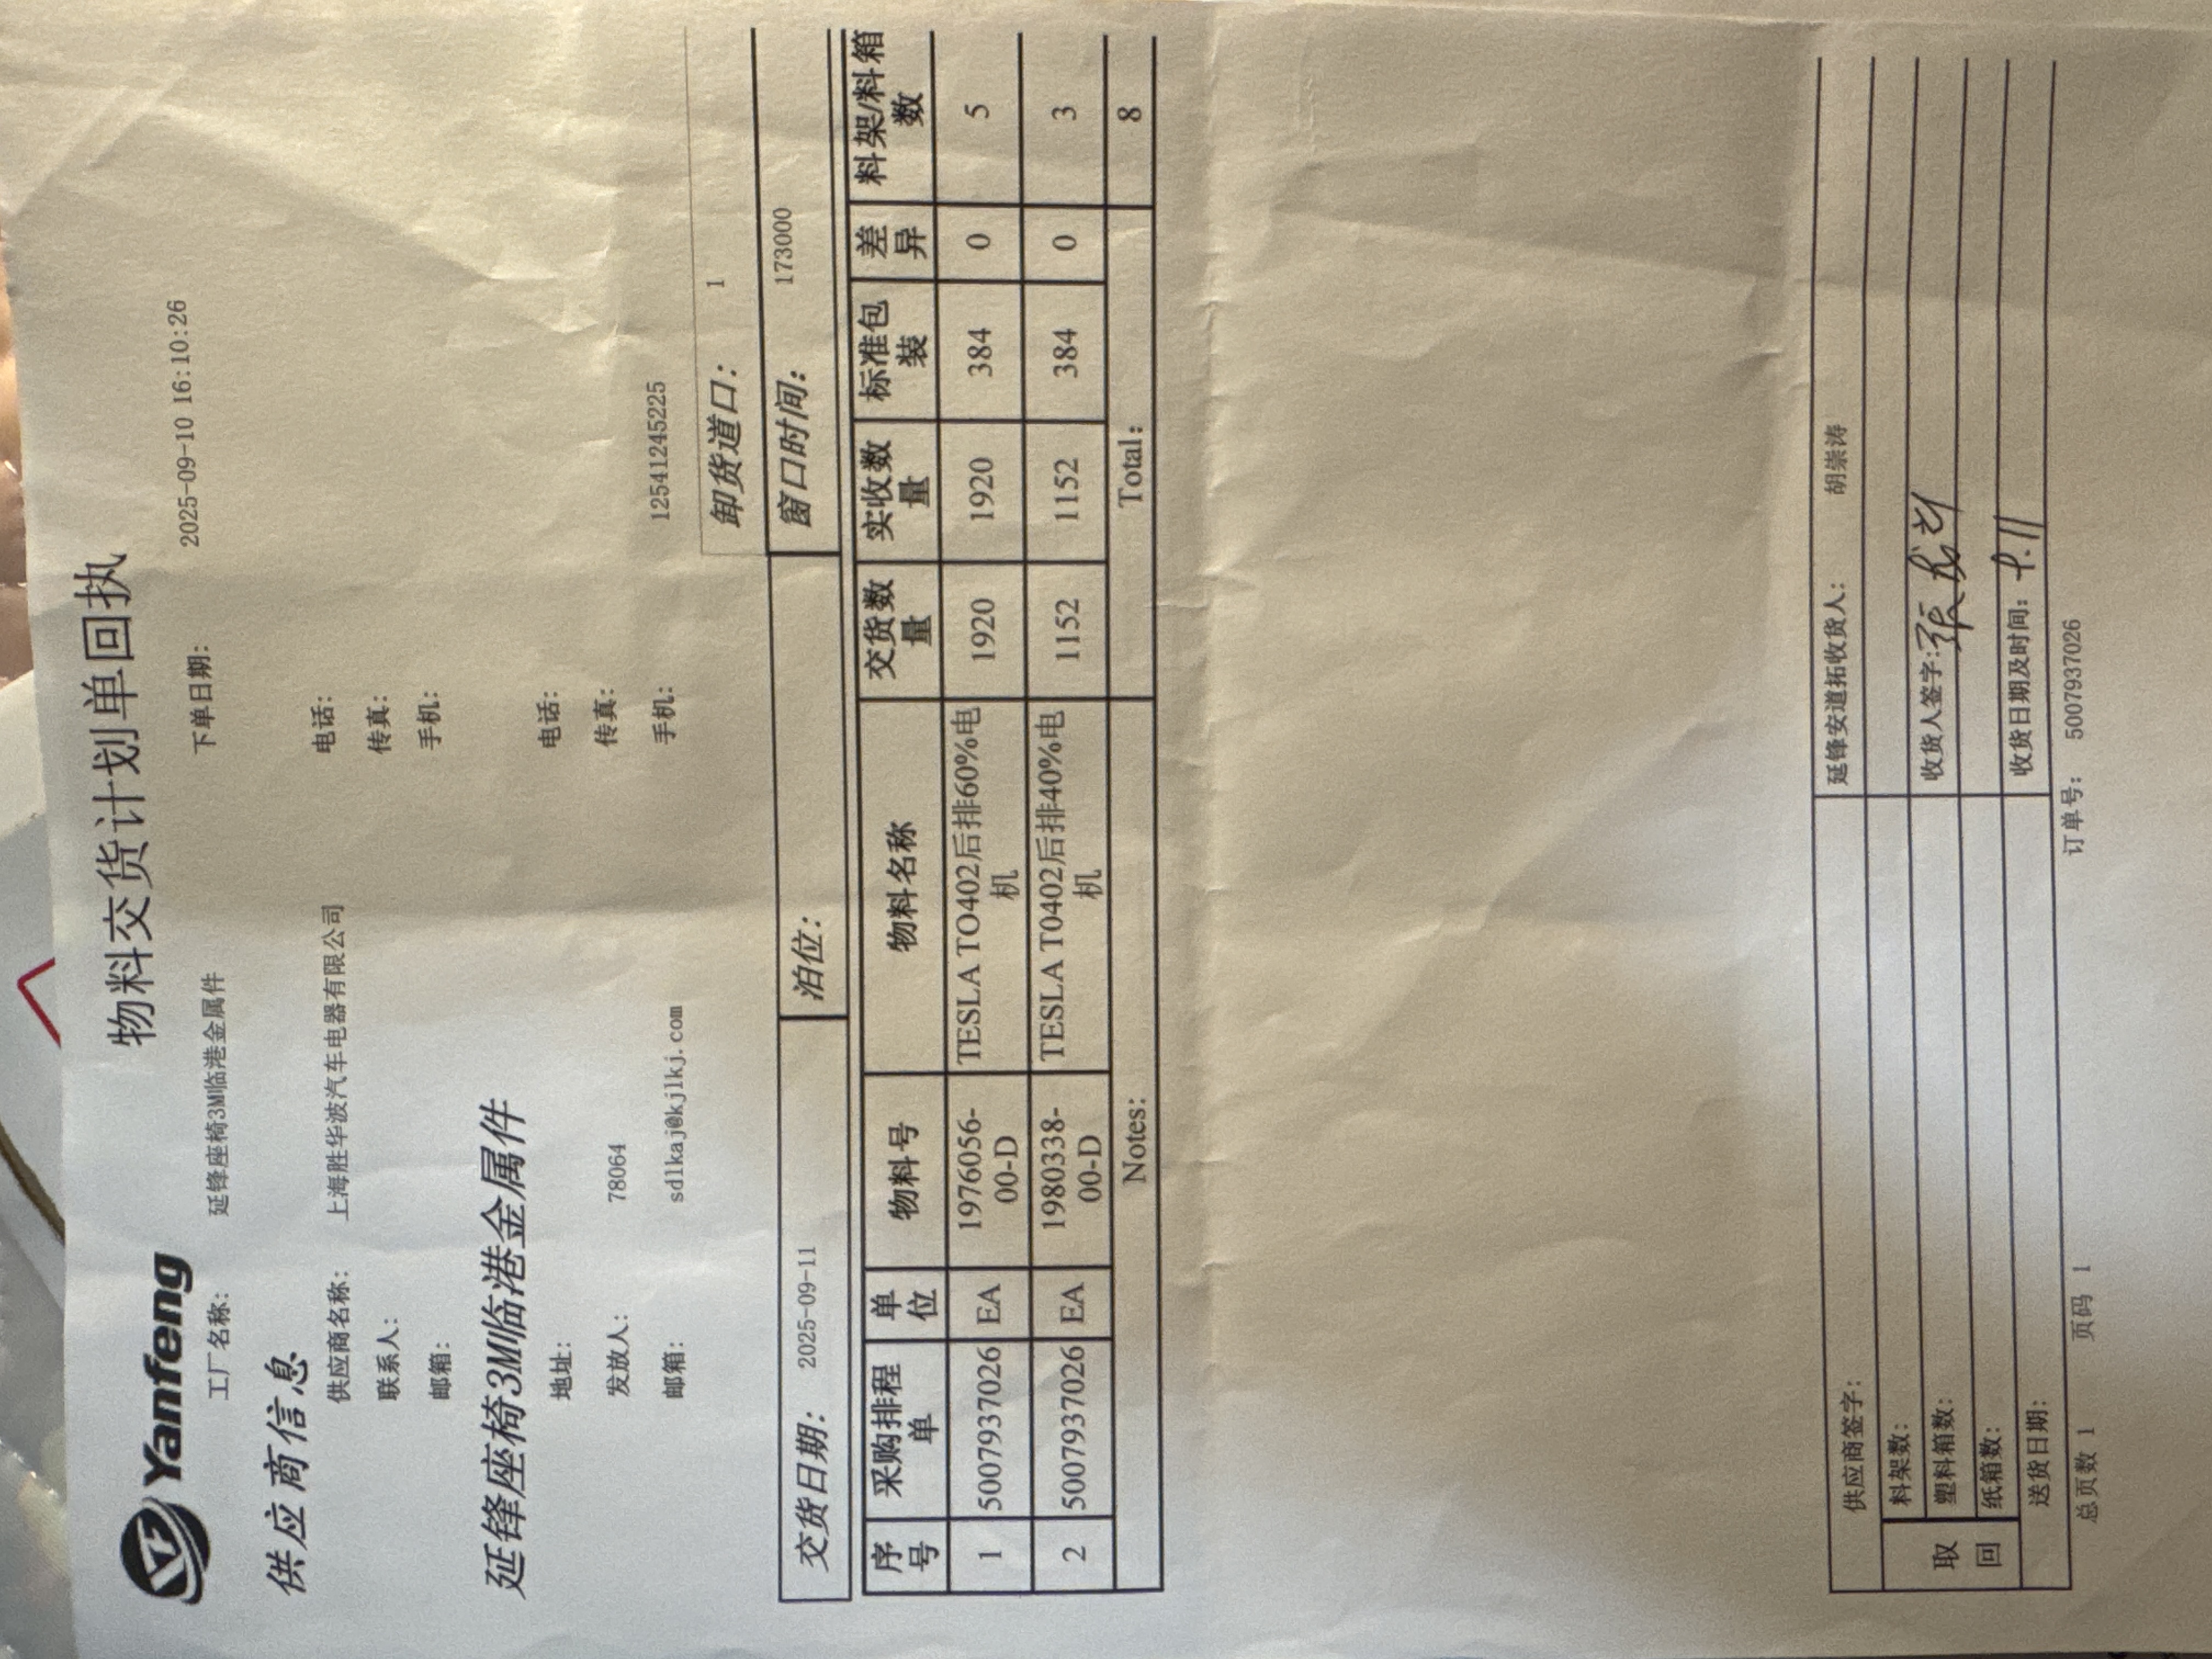 Yanfeng
物料交货计划单回执
工厂名称: 延锋座椅3M临港金属件 下单日期: 2025-09-10 16:10:26
供应商信息
供应商名称: 上海胜华波汽车电器有限公司 电话:
联系人: 传真:
邮箱: 手机:
延锋座椅3M临港金属件
地址: 电话:
发放人: 78064 传真:
邮箱: sdlkaj@kjlkj.com 手机: 12541245225
卸货道口: 1
交货日期: 2025-09-11 泊位: 窗口时间: 173000
序号 采购排程单 单位 物料号 物料名称 交货数量 实收数量 标准包装 差异 料架/料箱数
1 5007937026 EA 1976056-00-D TESLA TO402后排60%电机 1920 1920 384 0 5
2 5007937026 EA 1980338-00-D TESLA T0402后排40%电机 1152 1152 384 0 3
Notes: Total: 8
供应商签字: 延锋安道拓收货人: 胡崇涛
取回 料架数:
塑料箱数: 收货人签字: 张
纸箱数:
送货日期: 收货日期及时间: 9.11
总页数 1 页码 1 订单号: 5007937026